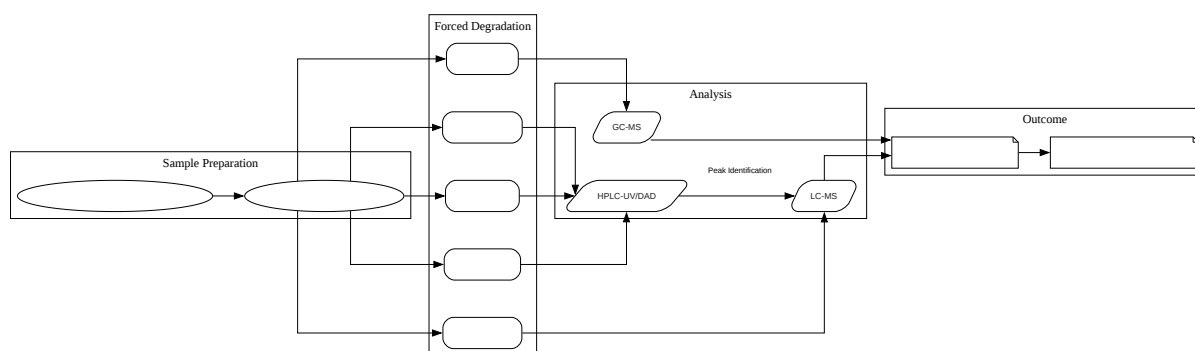 Forced Degradation
Analysis
GC-MS
Outcome
Sample Preparation
Peak Identification
HPLC-UV/DAD
LC-MS